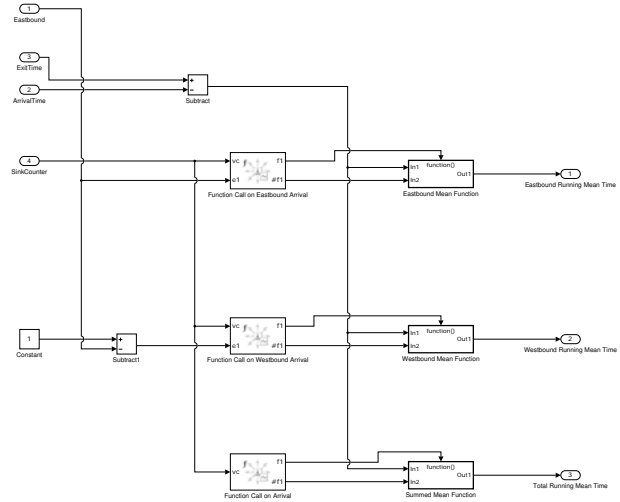 1
Eastbound
3
ExitTime
2
ArrivalTime
+
−
Subtract
4
SinkCounter
vc
e1
f1
#f1
Function Call on Eastbound Arrival
function()
In1
In2
Out1
Eastbound Mean Function
1
Eastbound Running Mean Time
1
Constant
+
−
Subtract1
vc
e1
f1
#f1
Function Call on Westbound Arrival
function()
In1
In2
Out1
Westbound Mean Function
2
Westbound Running Mean Time
vc
f1
#f1
Function Call on Arrival
function()
In1
In2
Out1
Summed Mean Function
3
Total Running Mean Time